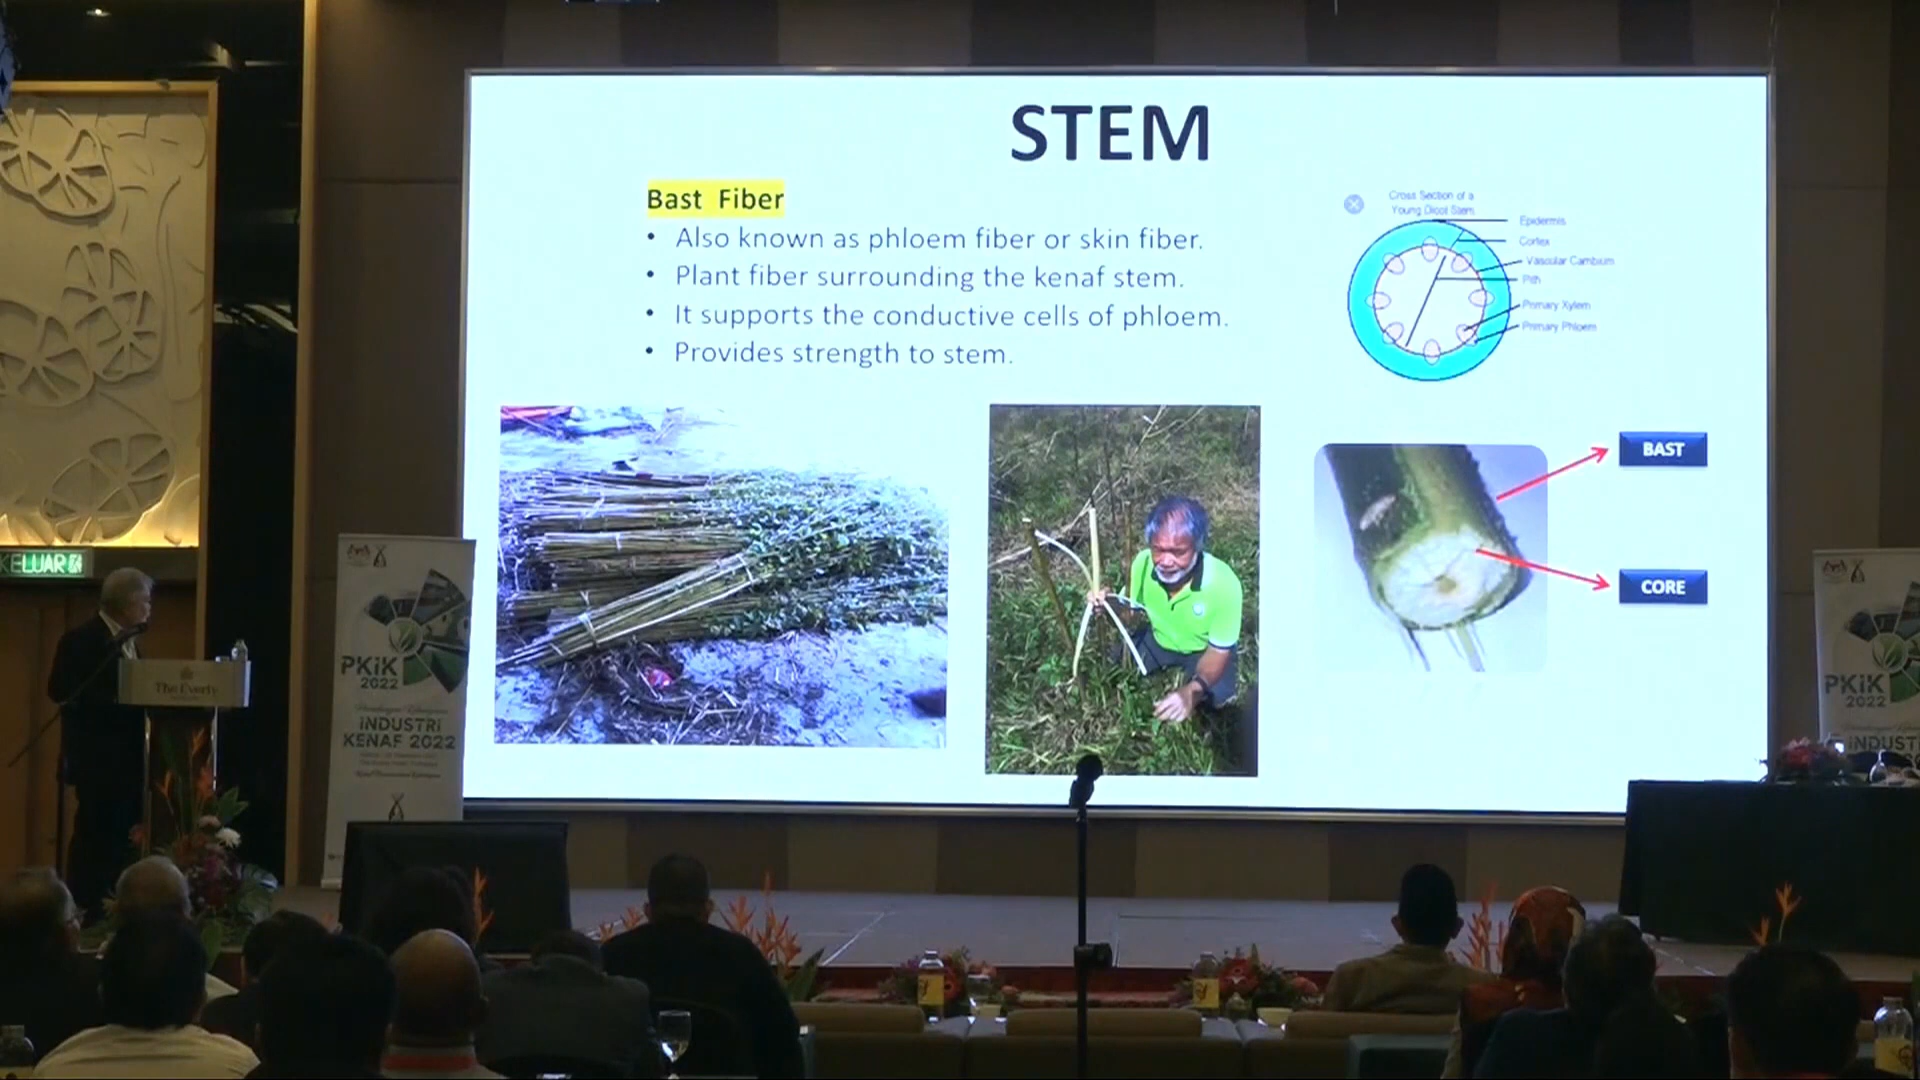 STEM
Bast Fiber
• Also known as phloem fiber or skin fiber.
• Plant fiber surrounding the kenaf stem.
• It supports the conductive cells of phloem.
• Provides strength to stem.
Cross Section of a
Young Dicot Stem
Epidermis
Cortex
Vascular Cambium
Pith
Primary Xylem
Primary Phloem
BAST
CORE
KELUAR
The Everly
PKiK
2022
iNDUSTRi
KENAF 2022
PKiK
2022